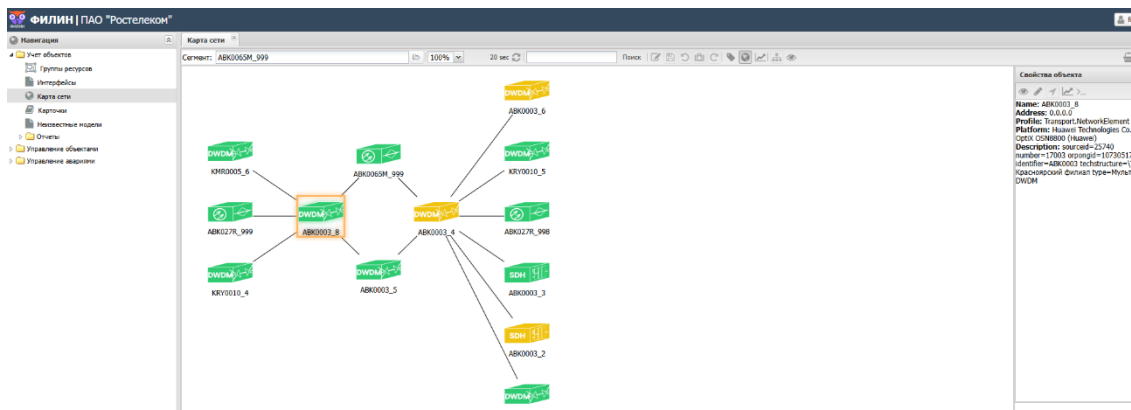 ФИЛИН | ПАО "Ростелеком"
Навигация
Карта сети
Учет объектов
Группы ресурсов
Интерфейсы
Карта сети
Карточки
Неизвестные модели
Отчеты
Управление объектами
Управление авариями
Сегмент: ABK0065M_999 100% 20 sec Поиск
DWDM
ABK0003_6
DWDM
KMR0005_6
ABK0065M_999
DWDM
KRY0010_5
ABK027R_999
DWDM
ABK0003_8
DWDM
ABK0003_4
ABK027R_998
DWDM
KRY0010_4
DWDM
ABK0003_5
SDH
ABK0003_3
SDH
ABK0003_2
DWDM
Свойства объекта
Name: ABK0003_8
Address: 0.0.0.0
Profile: Transport.NetworkElement
Platform: Huawei Technologies Co.
OptiX OSN8800 (Huawei)
Description: sourceid=25740
number=17003 orpongid=10730517
identifier=ABK0003 techstructure=\
Красноярский филиал type=Мульт
DWDM